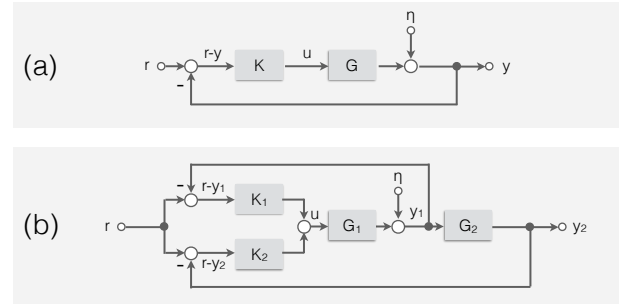 η
(a)
r
r-y
K
u
G
y
-
-
r-y₁
K₁
η
(b)
r
u
G₁
y₁
G₂
y₂
K₂
-
r-y₂